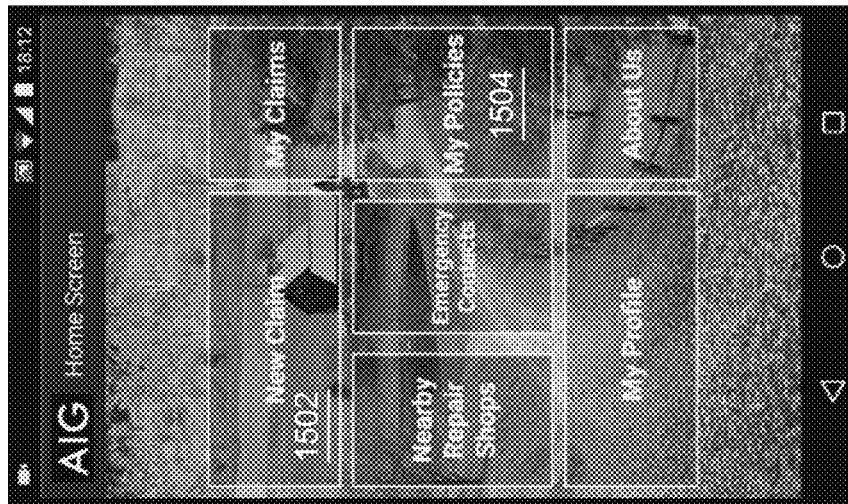 18:12
AIG Home Screen
New Claim
1502
My Claims
Nearby
Repair
Shops
Emergency
Contacts
My Policies
1504
My Profile
About Us